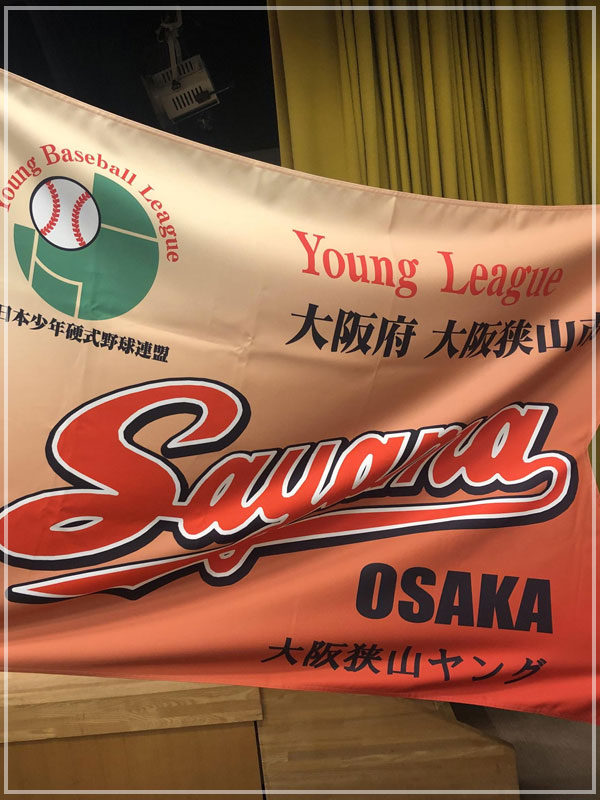 Young Baseball League
日本少年硬式野球連盟
Young League
大阪府 大阪狭山市
Sayama
OSAKA
大阪狭山ヤング